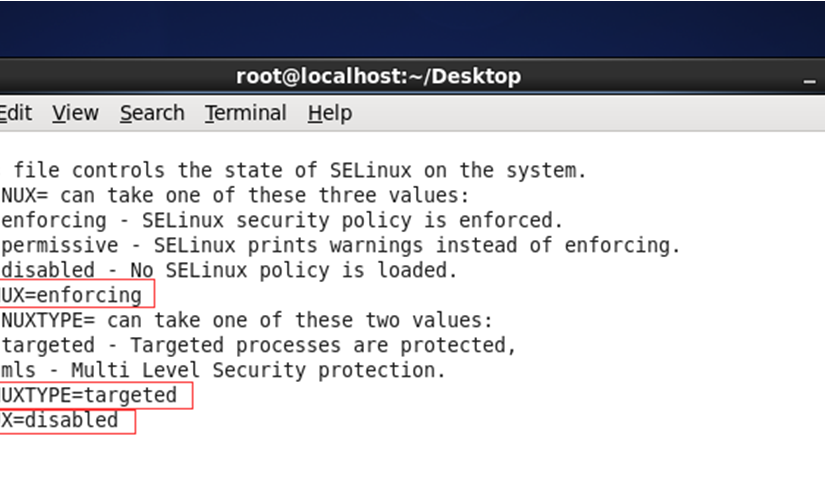 root@localhost:~/Desktop
Edit View Search Terminal Help
file controls the state of SELinux on the system.
NUX= can take one of these three values:
enforcing - SELinux security policy is enforced.
permissive - SELinux prints warnings instead of enforcing.
disabled - No SELinux policy is loaded.
UX=enforcing
NUXTYPE= can take one of these two values:
targeted - Targeted processes are protected,
mls - Multi Level Security protection.
UXTYPE=targeted
X=disabled